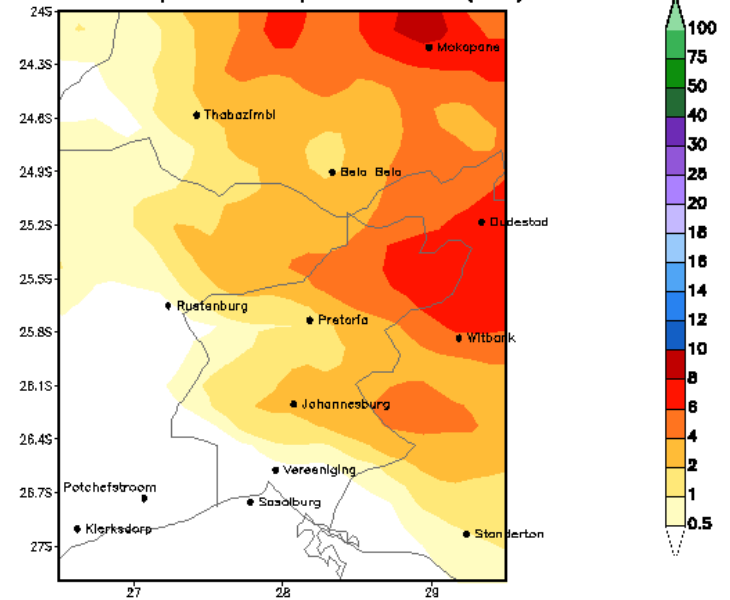 24S
Mokopane
24.3S
24.6S
Thabazimbi
24.9S
Bela Bela
25.2S
Oudestad
25.5S
Rustenburg
Pretoria
25.8S
Witbank
26.1S
Johannesburg
26.4S
Vereeniging
Potchefstroom
26.7S
Sasolburg
Klerksdorp
Standerton
27S
27 28 29
100
75
50
40
30
25
20
18
16
14
12
10
8
6
4
2
1
0.5